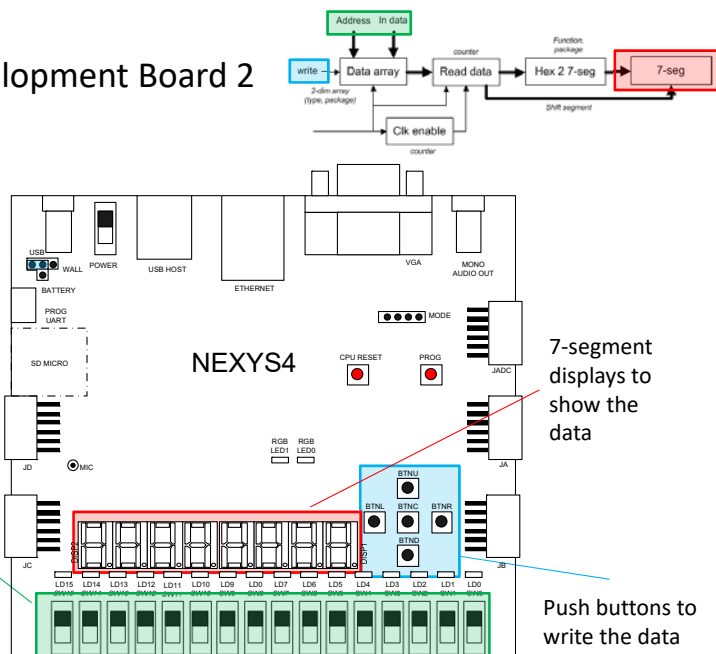 Address In data
lopment Board 2
write
Data array
counter
Read data
Function,
package
Hex 2 7-seg
7-seg
2-dim array
(type, package)
Shift segment
Clk enable
counter
USB
WALL
POWER
USB HOST
ETHERNET
VGA
MONO
AUDIO OUT
BATTERY
PROG
UART
MODE
SD MICRO
NEXYS4
CPU RESET
PROG
JADC
7-segment
displays to
show the
data
RGB
LED1
RGB
LED0
JD
MIC
JA
BTNU
BTNL
BTNC
BTNR
BTND
DISP2
DISP1
JC
JB
LD15 LD14 LD13 LD12 LD11 LD10 LD9 LD0 LD7 LD6 LD5 LD4 LD3 LD2 LD1 LD0
Push buttons to
write the data